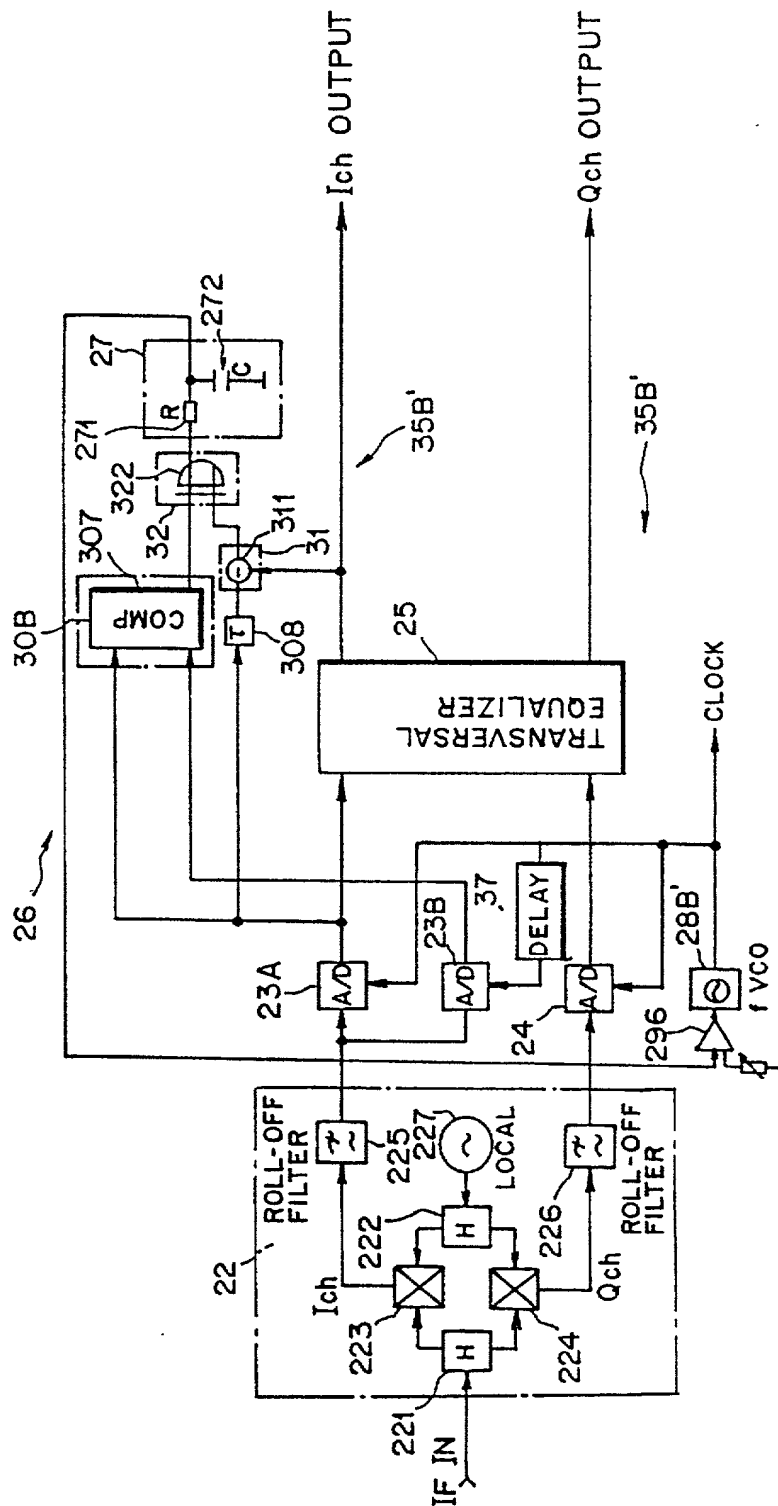 26
30B
307
COMP
τ
308
32
322
311
31
27
271
R
C
272
Ich OUTPUT
35B'
25
TRANSVERSAL
EQUALIZER
Qch OUTPUT
35B'
23A
A/D
23B
A/D
37
DELAY
24
A/D
CLOCK
28B'
f VCO
296
22
ROLL-OFF
FILTER
225
227
LOCAL
222
H
Ich
223
221
H
224
Qch
226
ROLL-OFF
FILTER
IF IN